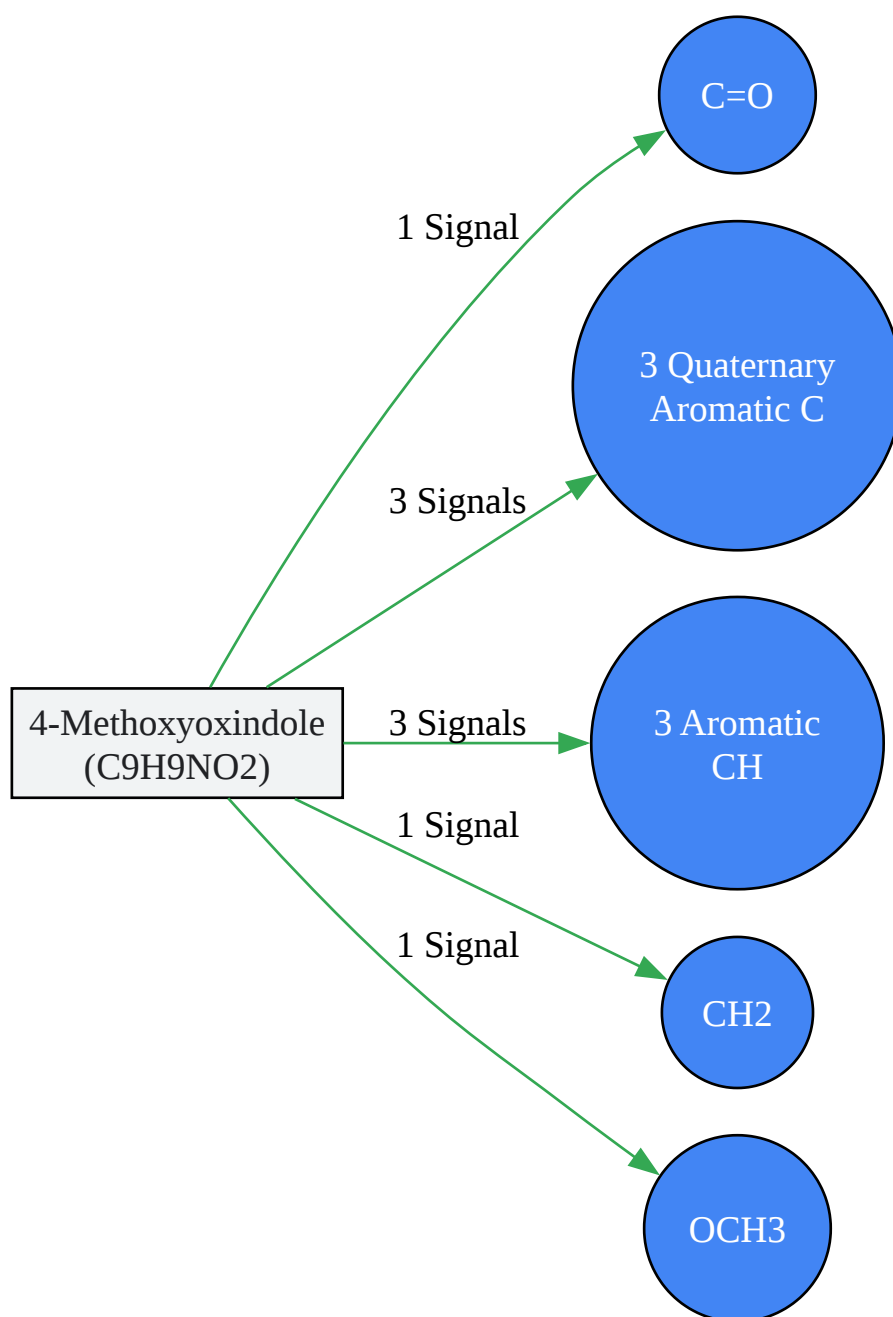 C=O
1 Signal
3 Quaternary
Aromatic C
3 Signals
4-Methoxyoxindole
(C9H9NO2)
3 Signals
3 Aromatic
CH
1 Signal
1 Signal
CH2
OCH3